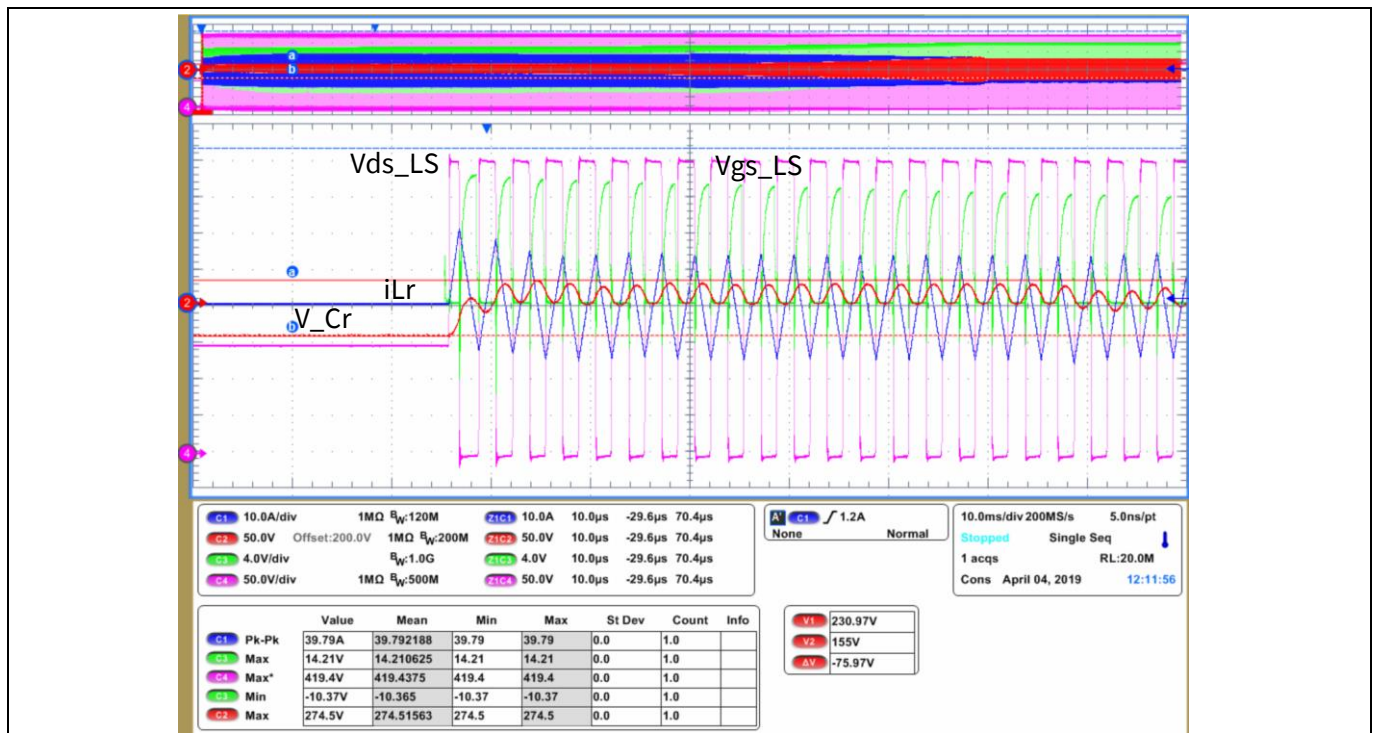 a
2
b
4
Vds_LS
Vgs_LS
a
iLr
2
V_Cr
b
4
C1 10.0A/div 1MΩ BW:120M Z1C1 10.0A 10.0µs -29.6µs 70.4µs
C2 50.0V Offset:200.0V 1MΩ BW:200M Z1C2 50.0V 10.0µs -29.6µs 70.4µs
C3 4.0V/div BW:1.0G Z1C3 4.0V 10.0µs -29.6µs 70.4µs
C4 50.0V/div 1MΩ BW:500M Z1C4 50.0V 10.0µs -29.6µs 70.4µs
A' C1 1.2A
None Normal
10.0ms/div 200MS/s 5.0ns/pt
Stopped Single Seq
1 acqs RL:20.0M
Cons April 04, 2019 12:11:56
Value Mean Min Max St Dev Count Info
C1 Pk-Pk 39.79A 39.792188 39.79 39.79 0.0 1.0
C3 Max 14.21V 14.210625 14.21 14.21 0.0 1.0
C4 Max* 419.4V 419.4375 419.4 419.4 0.0 1.0
C3 Min -10.37V -10.365 -10.37 -10.37 0.0 1.0
C2 Max 274.5V 274.51563 274.5 274.5 0.0 1.0
V1 230.97V
V2 155V
ΔV -75.97V